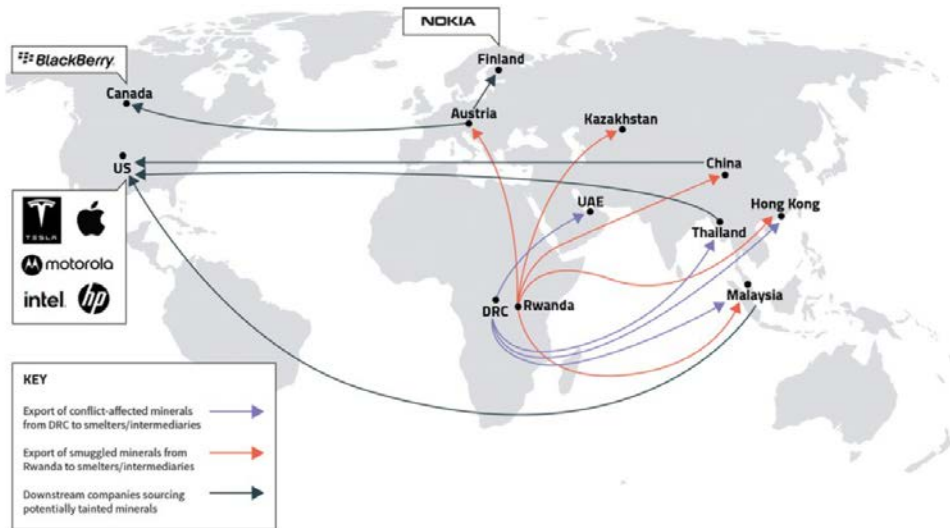 NOKIA
BlackBerry
Finland
Canada
Austria
Kazakhstan
China
US
UAE
Hong Kong
Thailand
TESLA
motorola
intel
hp
DRC
Rwanda
Malaysia
KEY
Export of conflict-affected minerals
from DRC to smelters/intermediaries
Export of smuggled minerals from
Rwanda to smelters/intermediaries
Downstream companies sourcing
potentially tainted minerals